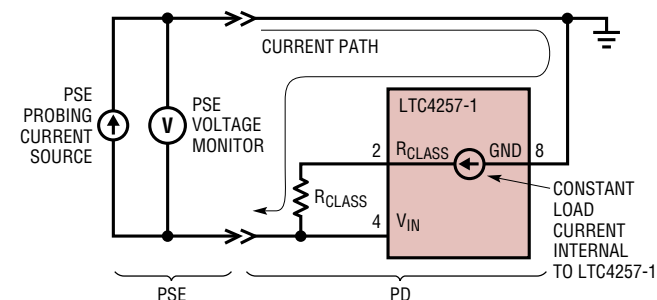 CURRENT PATH
PSE
PROBING
CURRENT
SOURCE
V
PSE
VOLTAGE
MONITOR
LTC4257-1
2
RCLASS
GND
8
RCLASS
4
VIN
CONSTANT
LOAD
CURRENT
INTERNAL
TO LTC4257-1
PSE
PD